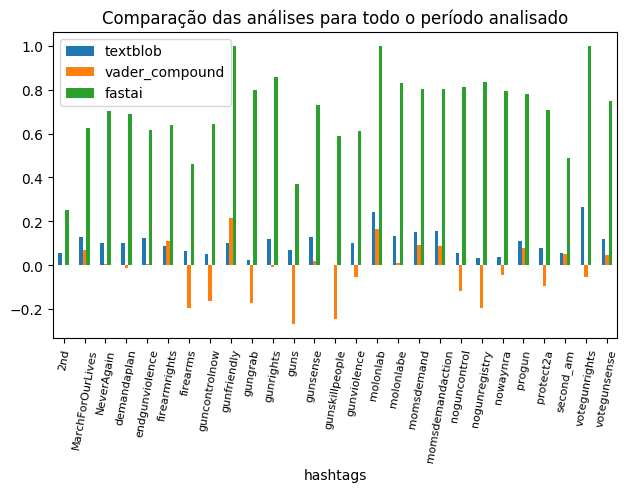 Comparação das análises para todo o período analisado
textblob
vader_compound
fastai
1.0
0.8
0.6
0.4
0.2
0.0
−0.2
2nd
MarchForOurLives
NeverAgain
demandaplan
endgunviolence
firearmrights
firearms
guncontrolnow
gunfriendly
gungrab
gunrights
guns
gunsense
gunskillpeople
gunviolence
molonlab
molonlabe
momsdemand
momsdemandaction
noguncontrol
nogunregistry
nowaynra
progun
protect2a
second_am
votegunrights
votegunsense
hashtags